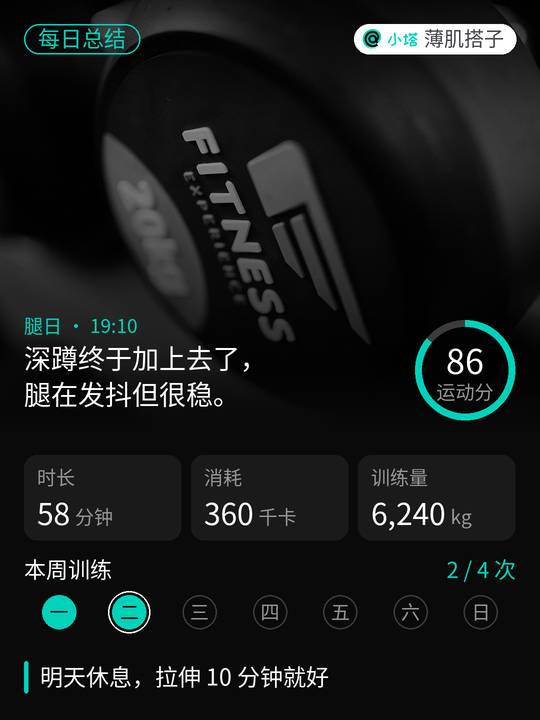 每日总结
@ 小塔 薄肌搭子
FITNESS
EXPERIENCE
20kg
腿日 · 19:10
深蹲终于加上去了，
腿在发抖但很稳。
86
运动分
时长
58 分钟
消耗
360 千卡
训练量
6,240 kg
本周训练
2 / 4 次
一 二 三 四 五 六 日
明天休息，拉伸 10 分钟就好